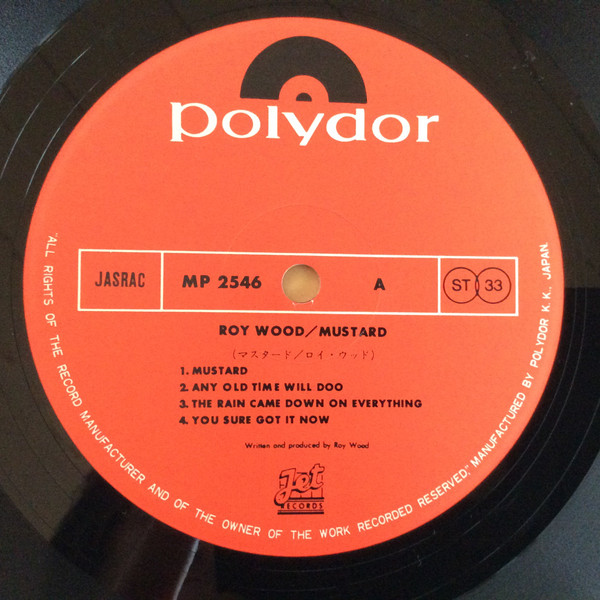 polydor
JASRAC
MP 2546
A
ST 33
ROY WOOD/MUSTARD
(マスタード/ロイ・ウッド)
1. MUSTARD
2. ANY OLD TIME WILL DOO
3. THE RAIN CAME DOWN ON EVERYTHING
4. YOU SURE GOT IT NOW
Written and produced by Roy Wood
Jet
RECORDS
"ALL RIGHTS OF THE RECORD MANUFACTURER AND OF THE OWNER OF THE WORK RECORDED RESERVED." MANUFACTURED BY POLYDOR K.K., JAPAN.